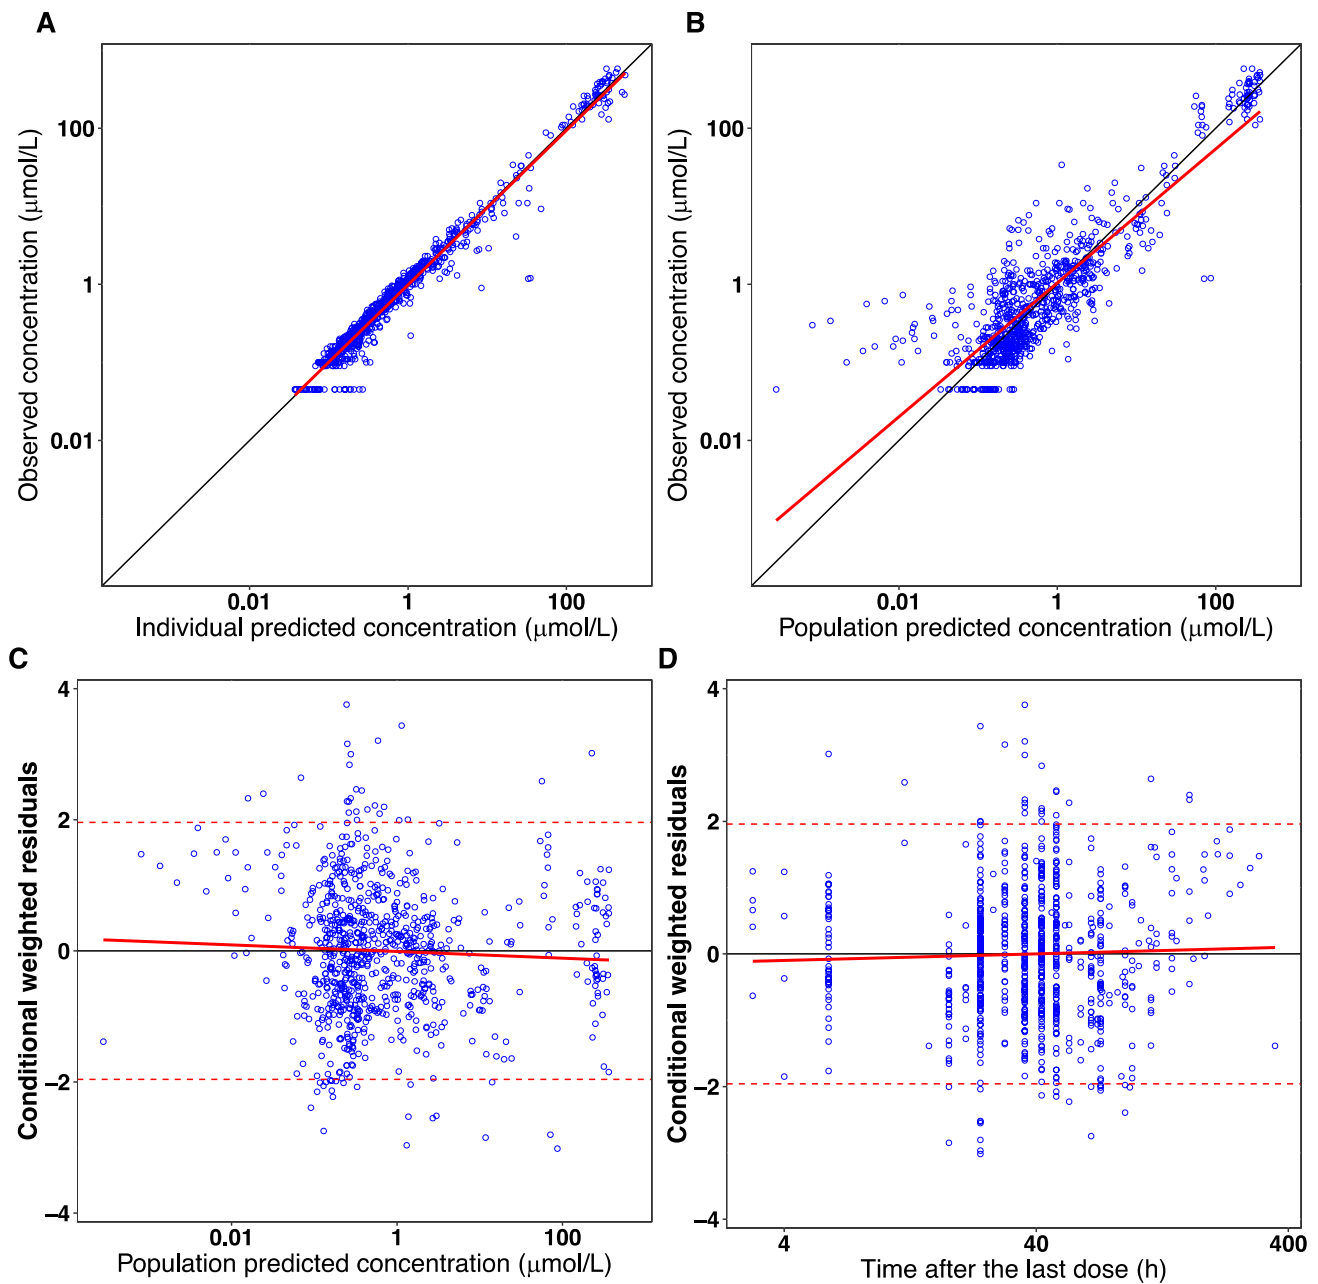 A
B
Observed concentration (μmol/L)
100
1
0.01
0.01
1
100
Individual predicted concentration (μmol/L)
Observed concentration (μmol/L)
100
1
0.01
0.01
1
100
Population predicted concentration (μmol/L)
C
D
Conditional weighted residuals
4
2
0
−2
−4
0.01
1
100
Population predicted concentration (μmol/L)
Conditional weighted residuals
4
2
0
−2
−4
4
40
400
Time after the last dose (h)